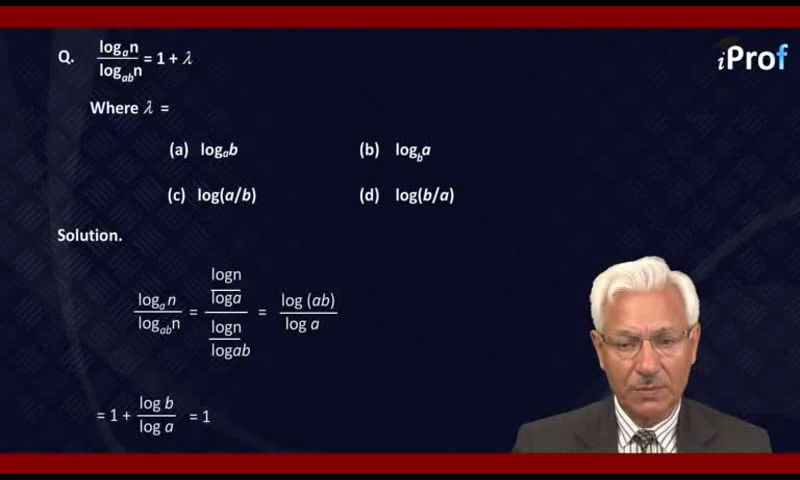 iProf
Q. logₐn / log_ab n = 1 + λ
Where λ =
(a) logₐb (b) log_b a
(c) log(a/b) (d) log(b/a)
Solution.
logₐn / log_ab n = (logn / loga) / (logn / logab) = log (ab) / log a
= 1 + log b / log a = 1